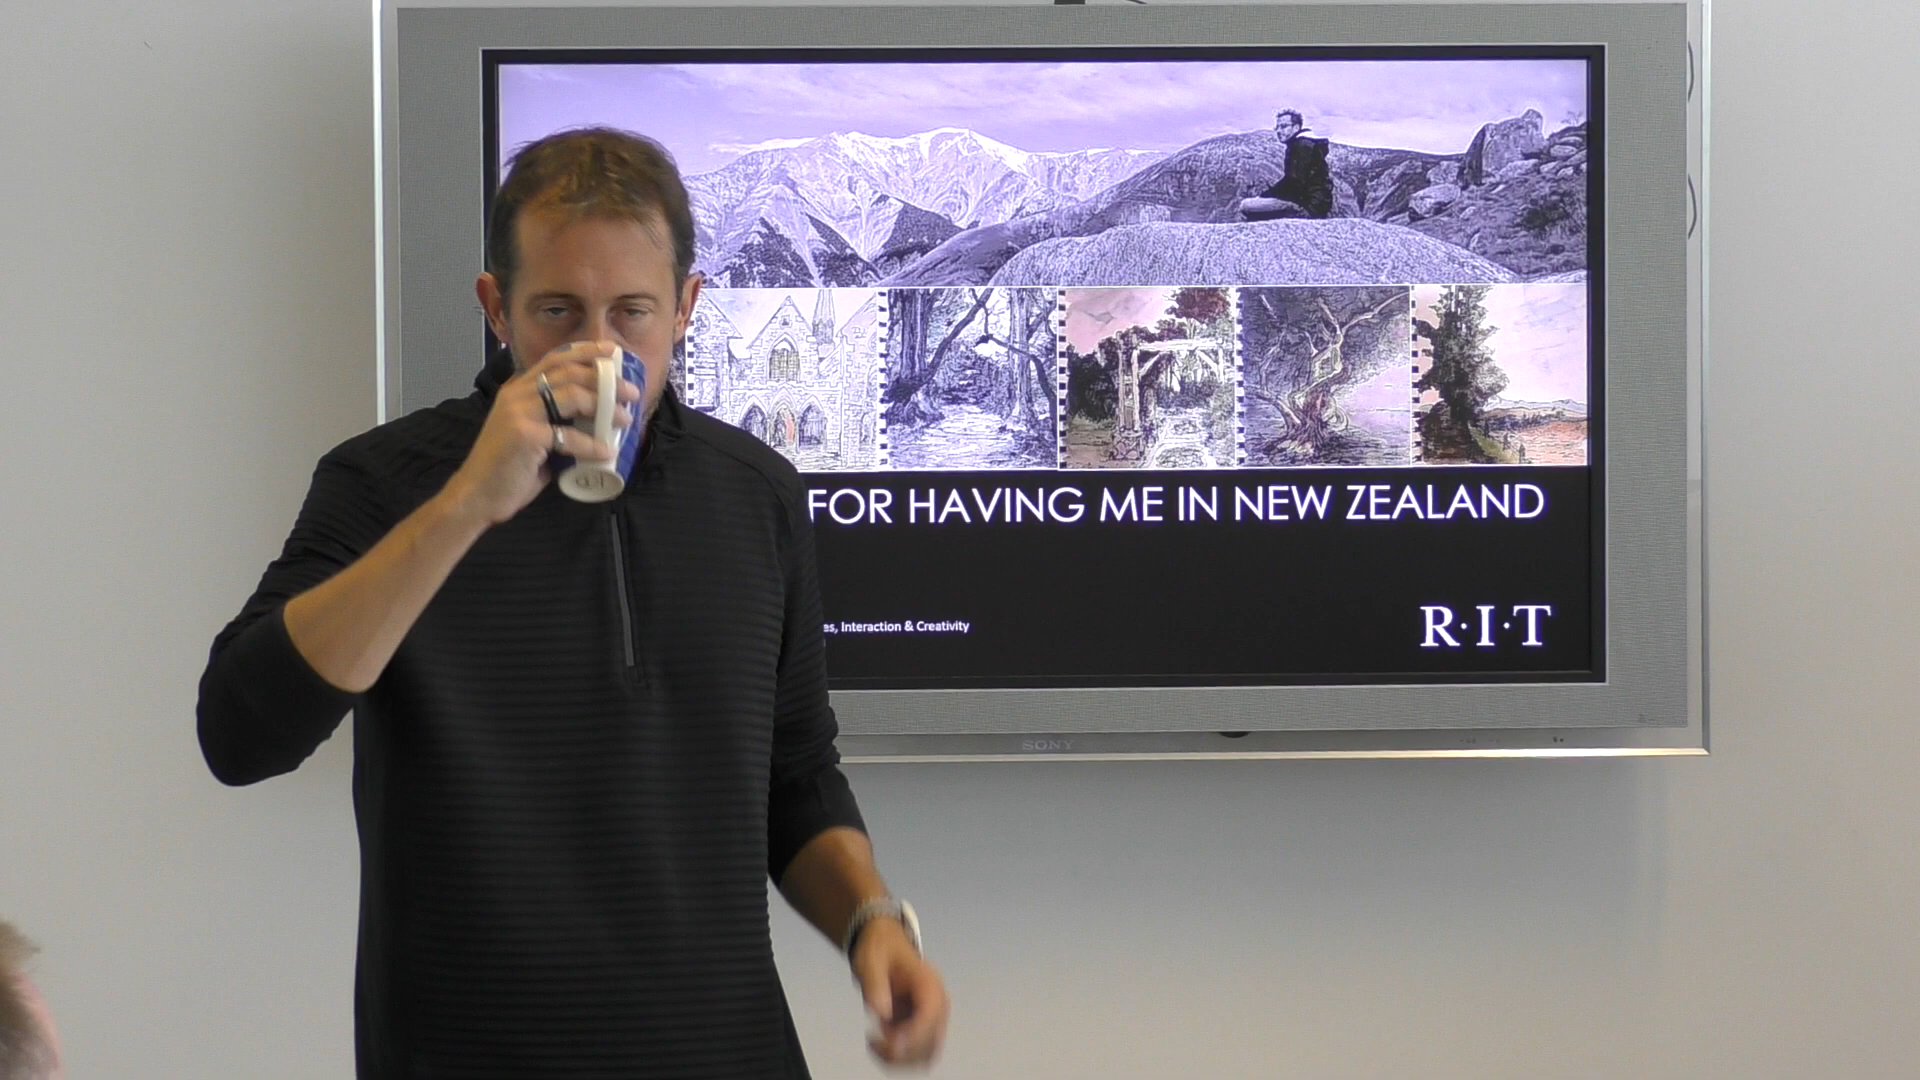 FOR HAVING ME IN NEW ZEALAND
es, Interaction & Creativity
R·I·T
SONY